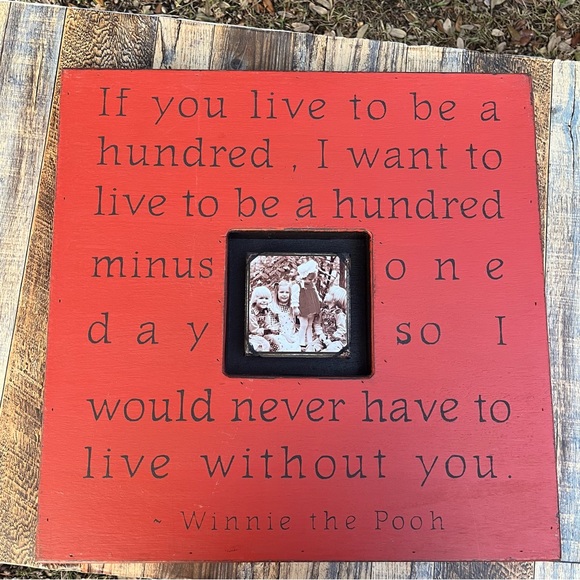 If you live to be a
hundred, I want to
live to be a hundred
minus one
day so I
would never have to
live without you.
~ Winnie the Pooh